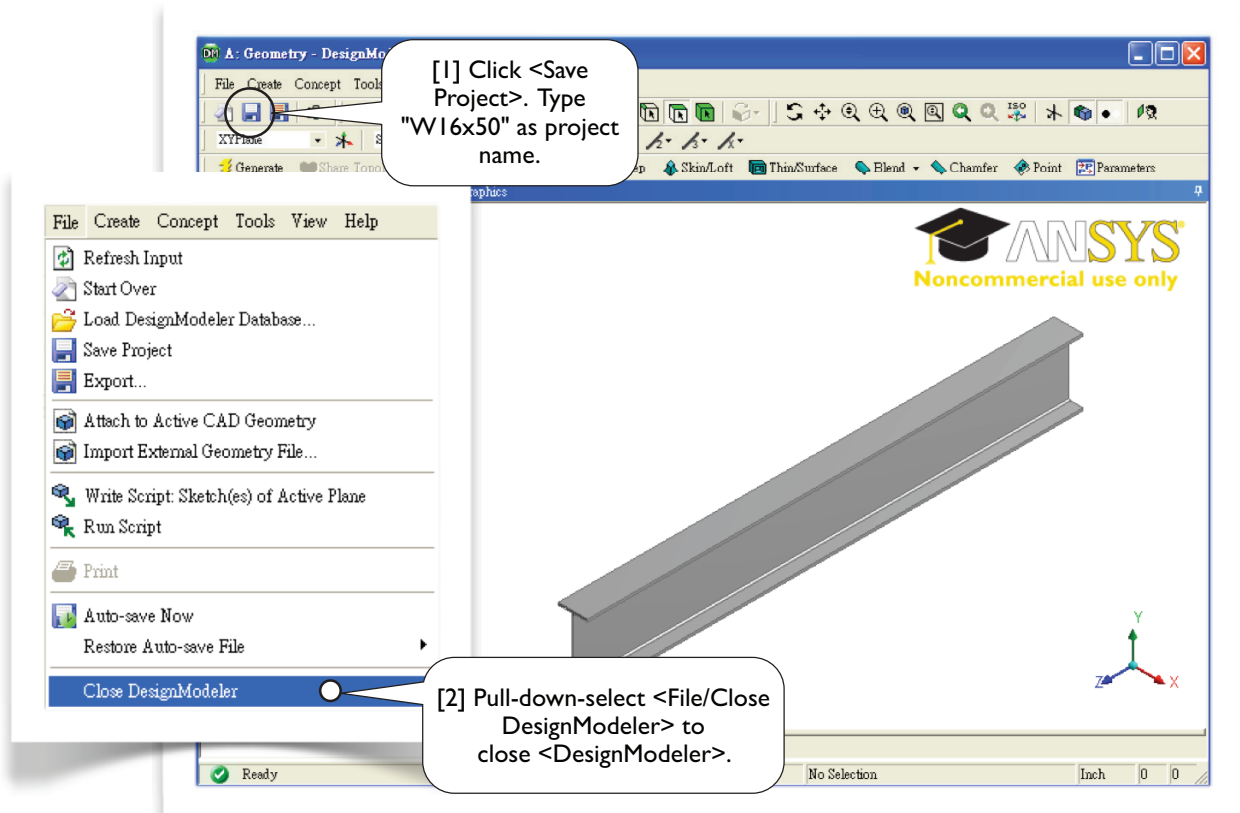 A: Geometry - DesignMo
File Create Concept Tools
XYPlane
Generate Share Topo
Skin/Loft Thin/Surface Blend Chamfer Point Parameters
raphics
[1] Click <Save
Project>. Type
"W16x50" as project
name.
ISO
File Create Concept Tools View Help
Refresh Input
Start Over
Load DesignModeler Database...
Save Project
Export...
Attach to Active CAD Geometry
Import External Geometry File...
Write Script: Sketch(es) of Active Plane
Run Script
Print
Auto-save Now
Restore Auto-save File
Close DesignModeler
ANSYS
Noncommercial use only
Y
Z X
[2] Pull-down-select <File/Close
DesignModeler> to
close <DesignModeler>.
Ready No Selection Inch 0 0